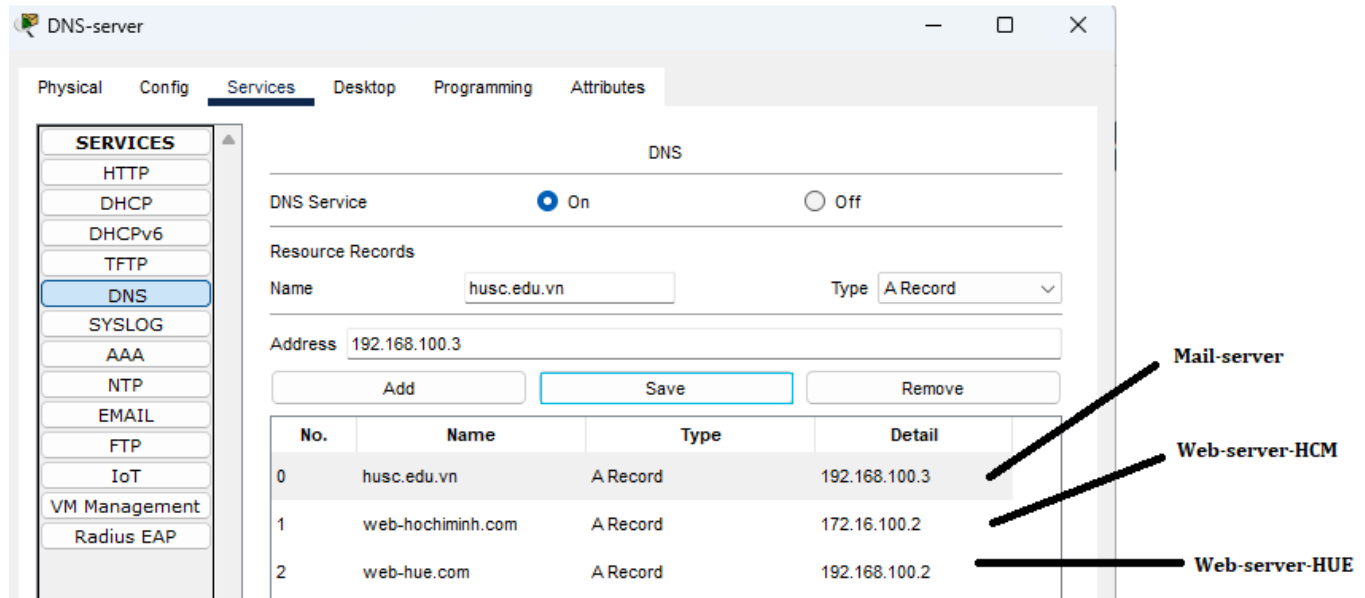 DNS-server
Physical Config Services Desktop Programming Attributes
SERVICES
HTTP
DHCP
DHCPv6
TFTP
DNS
SYSLOG
AAA
NTP
EMAIL
FTP
IoT
VM Management
Radius EAP
DNS
DNS Service On Off
Resource Records
Name husc.edu.vn Type A Record
Address 192.168.100.3
Add Save Remove
No. Name Type Detail
0 husc.edu.vn A Record 192.168.100.3
1 web-hochiminh.com A Record 172.16.100.2
2 web-hue.com A Record 192.168.100.2
Mail-server
Web-server-HCM
Web-server-HUE